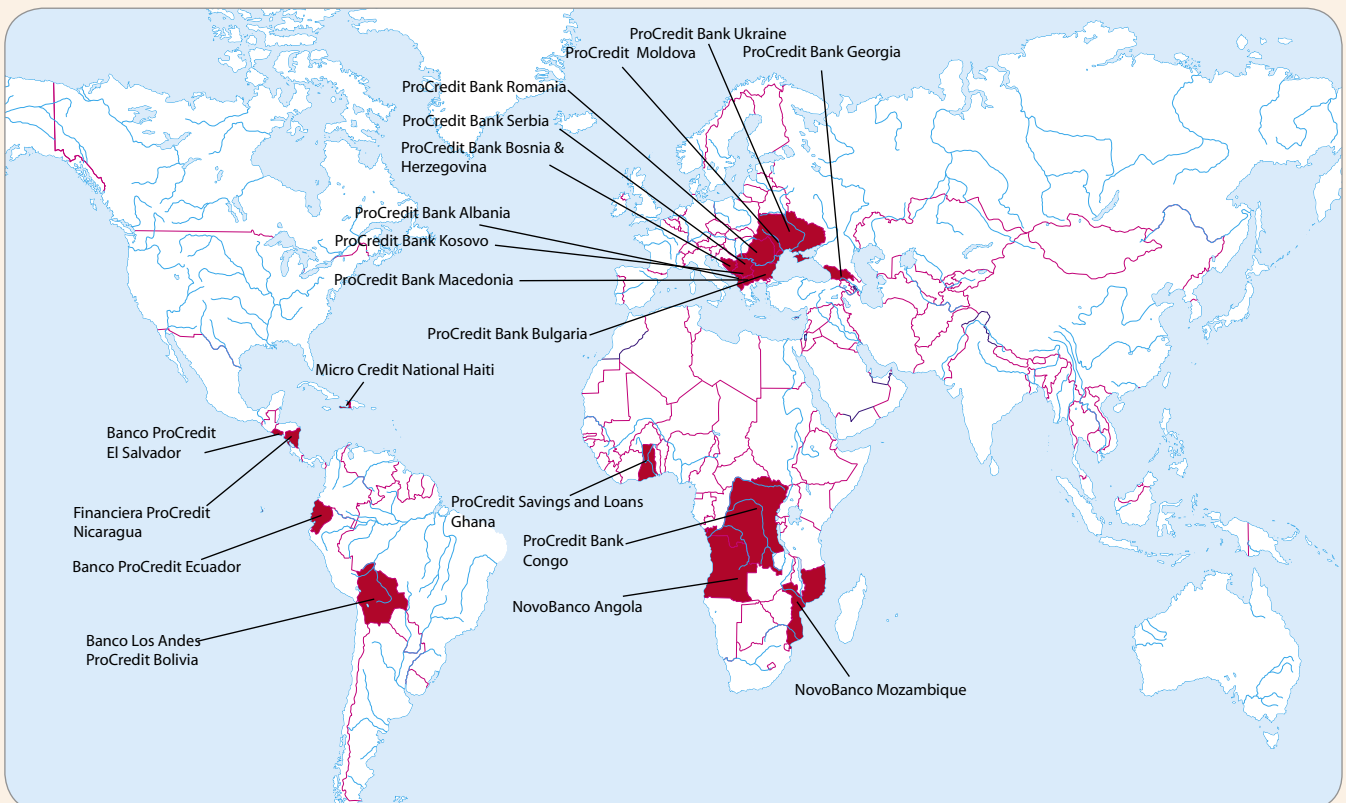 ProCredit Bank Ukraine
ProCredit Moldova
ProCredit Bank Georgia
ProCredit Bank Romania
ProCredit Bank Serbia
ProCredit Bank Bosnia &
Herzegovina
ProCredit Bank Albania
ProCredit Bank Kosovo
ProCredit Bank Macedonia
ProCredit Bank Bulgaria
Micro Credit National Haiti
Banco ProCredit
El Salvador
Financiera ProCredit
Nicaragua
Banco ProCredit Ecuador
Banco Los Andes
ProCredit Bolivia
ProCredit Savings and Loans
Ghana
ProCredit Bank
Congo
NovoBanco Angola
NovoBanco Mozambique